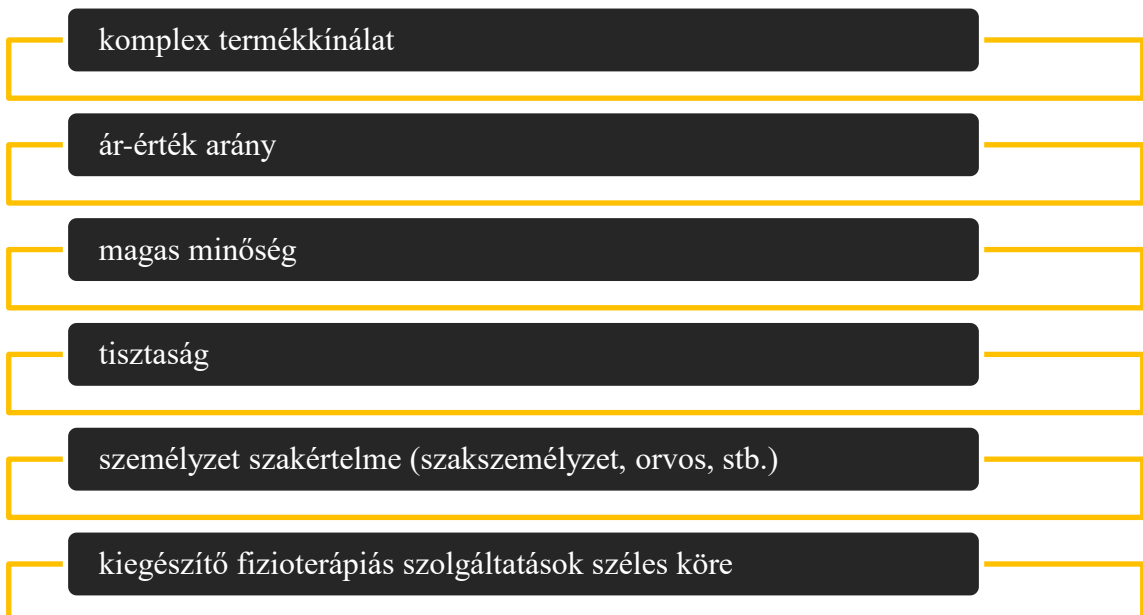 komplex termékkínálat
ár-érték arány
magas minőség
tisztaság
személyzet szakértelme (szakszemélyzet, orvos, stb.)
kiegészítő fizioterápiás szolgáltatások széles köre